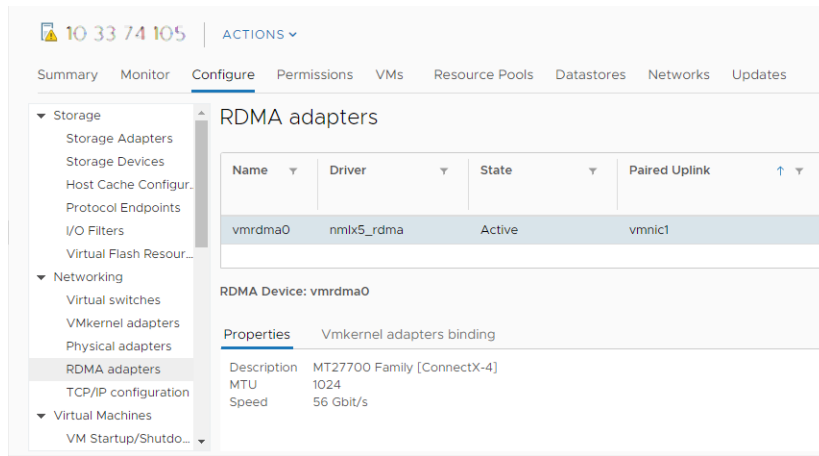 10 33 74 105 ACTIONS
Summary Monitor Configure Permissions VMs Resource Pools Datastores Networks Updates
Storage
Storage Adapters
Storage Devices
Host Cache Configur..
Protocol Endpoints
I/O Filters
Virtual Flash Resour...
Networking
Virtual switches
VMkernel adapters
Physical adapters
RDMA adapters
TCP/IP configuration
Virtual Machines
VM Startup/Shutdo...
RDMA adapters
Name Driver State Paired Uplink
vmrdma0 nmlx5_rdma Active vmnic1
RDMA Device: vmrdma0
Properties Vmkernel adapters binding
Description MT27700 Family [ConnectX-4]
MTU 1024
Speed 56 Gbit/s